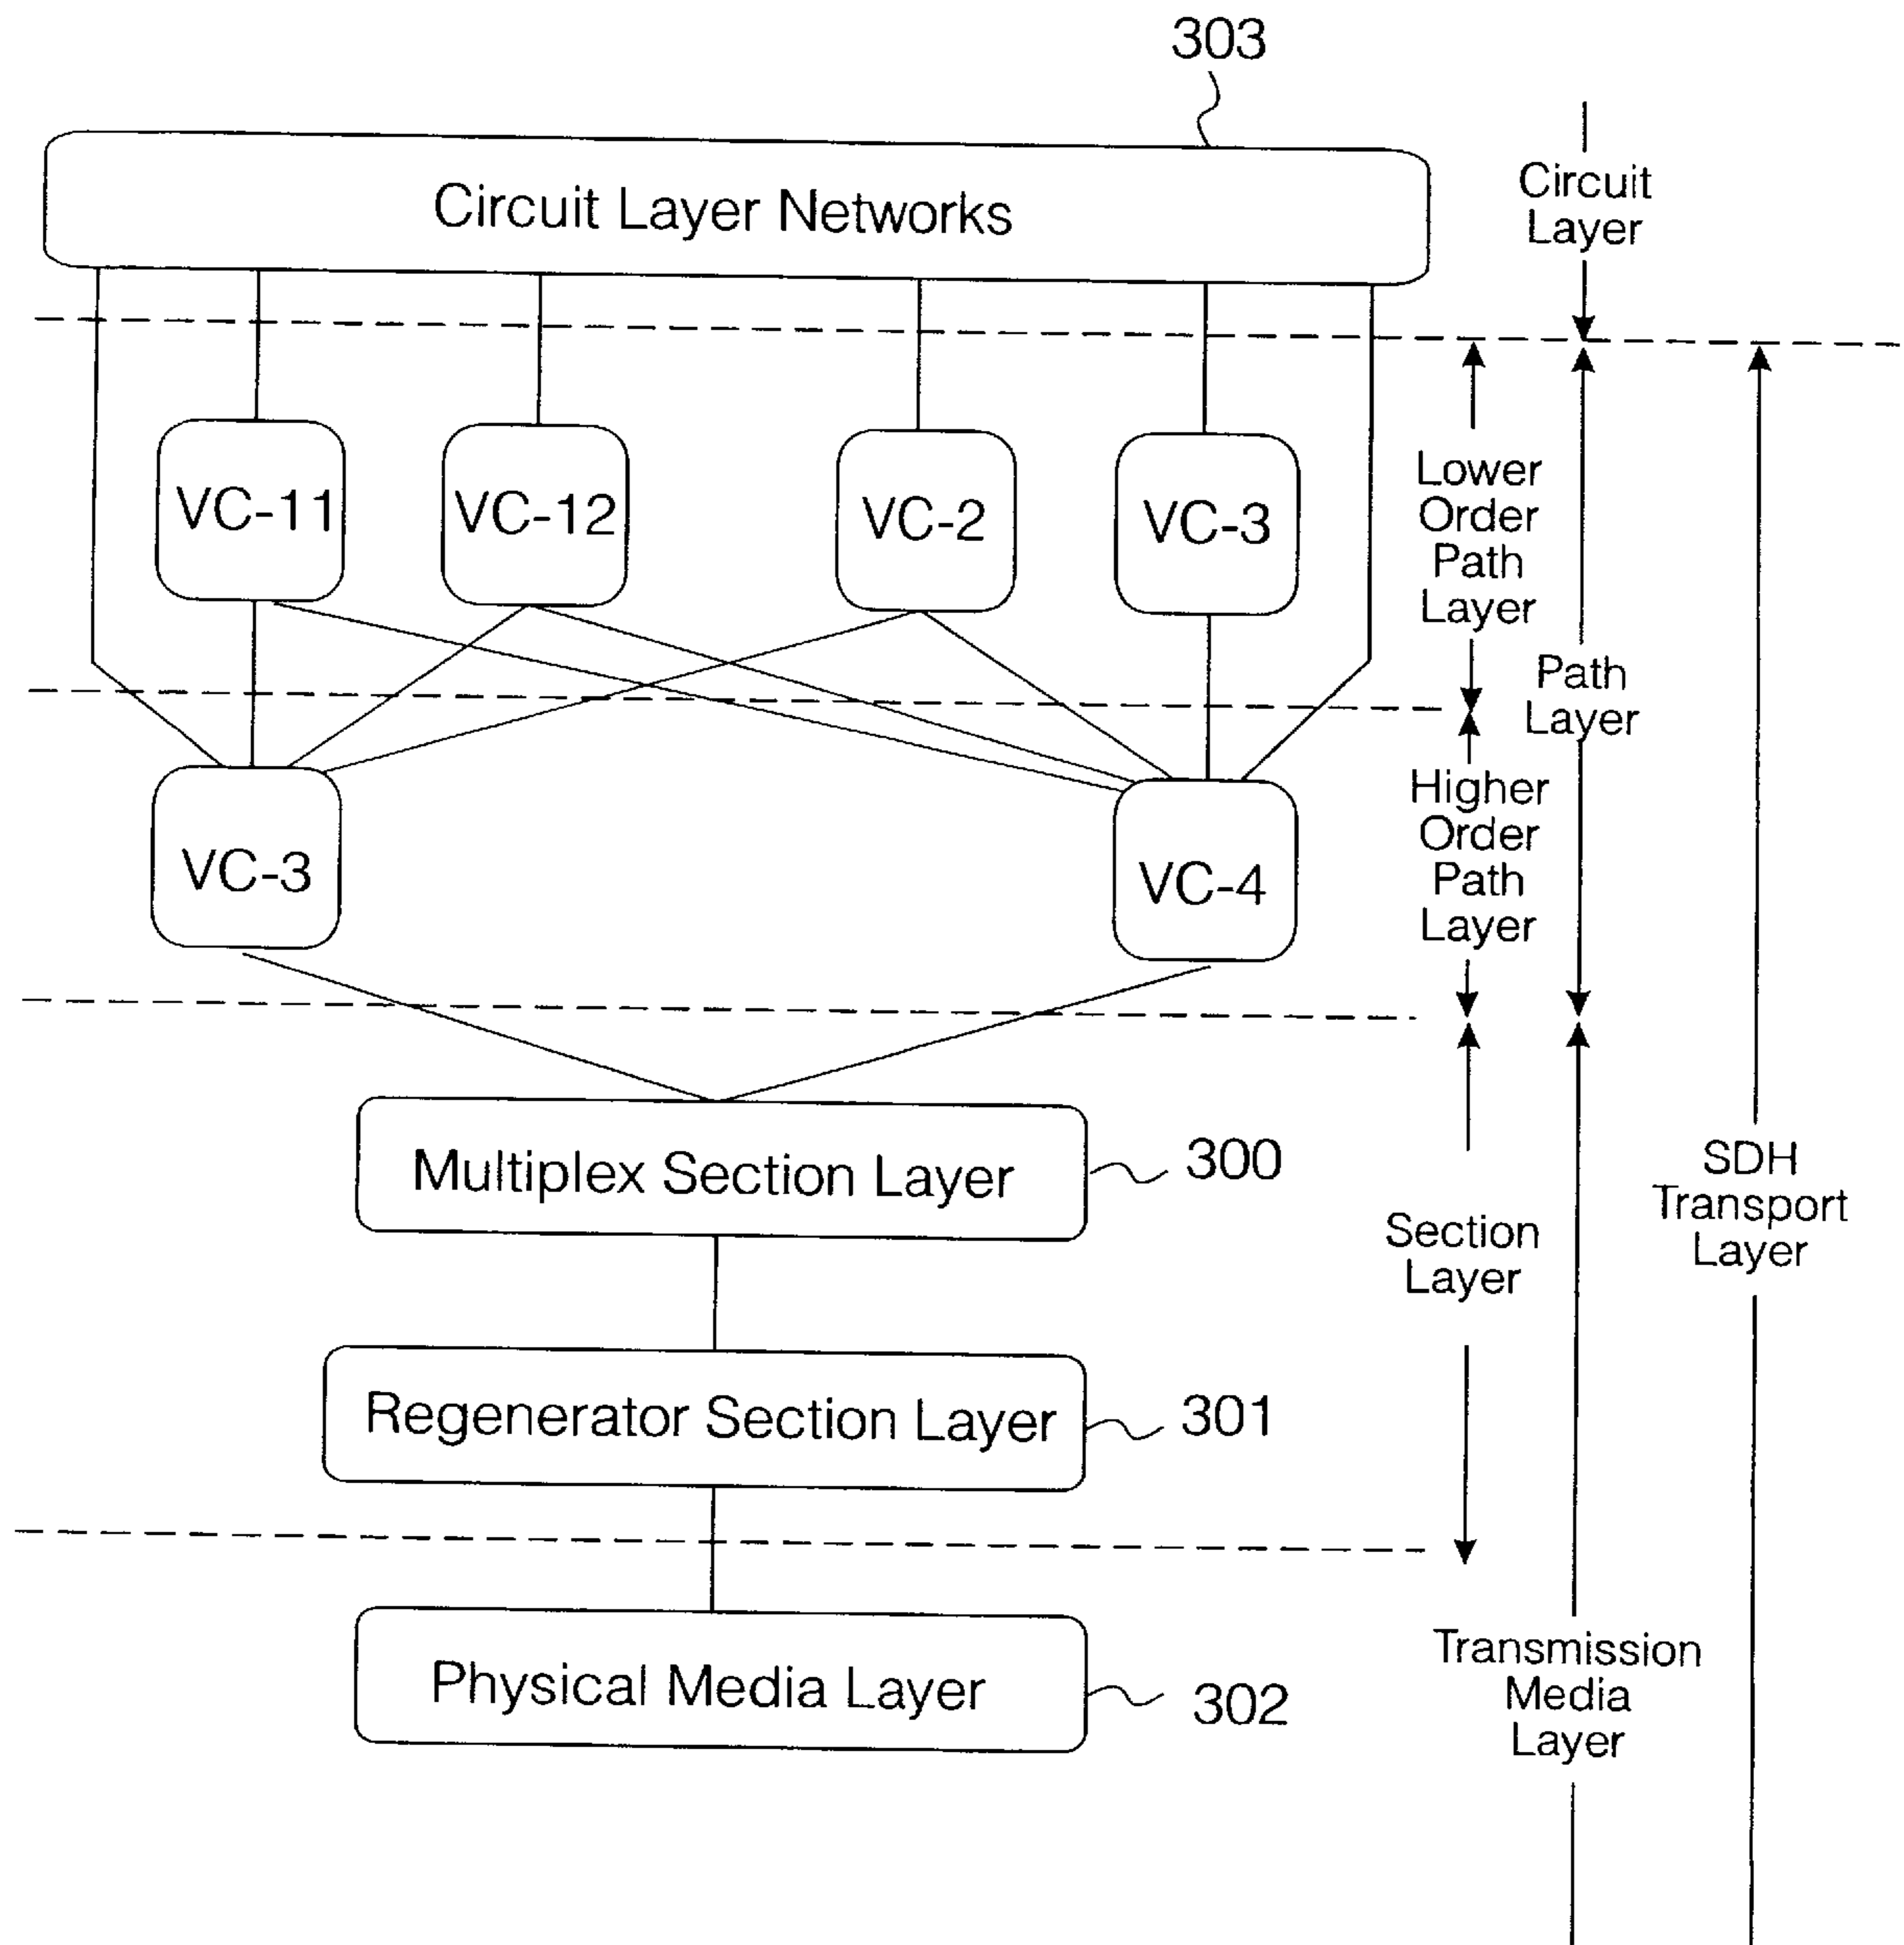 303
Circuit Layer Networks
Circuit
Layer
VC-11
VC-12
VC-2
VC-3
Lower
Order
Path
Layer
Path
Layer
VC-3
VC-4
Higher
Order
Path
Layer
Multiplex Section Layer
300
SDH
Transport
Layer
Section
Layer
Regenerator Section Layer
301
Physical Media Layer
302
Transmission
Media
Layer